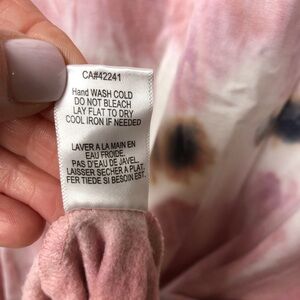 CA#42241
Hand WASH COLD
DO NOT BLEACH
LAY FLAT TO DRY
COOL IRON IF NEEDED
LAVER A LA MAIN EN
EAU FROIDE.
PAS D'EAU DE JAVEL.
LAISSER SECHER A PLAT.
FER TIEDE SI BESOIN EST.